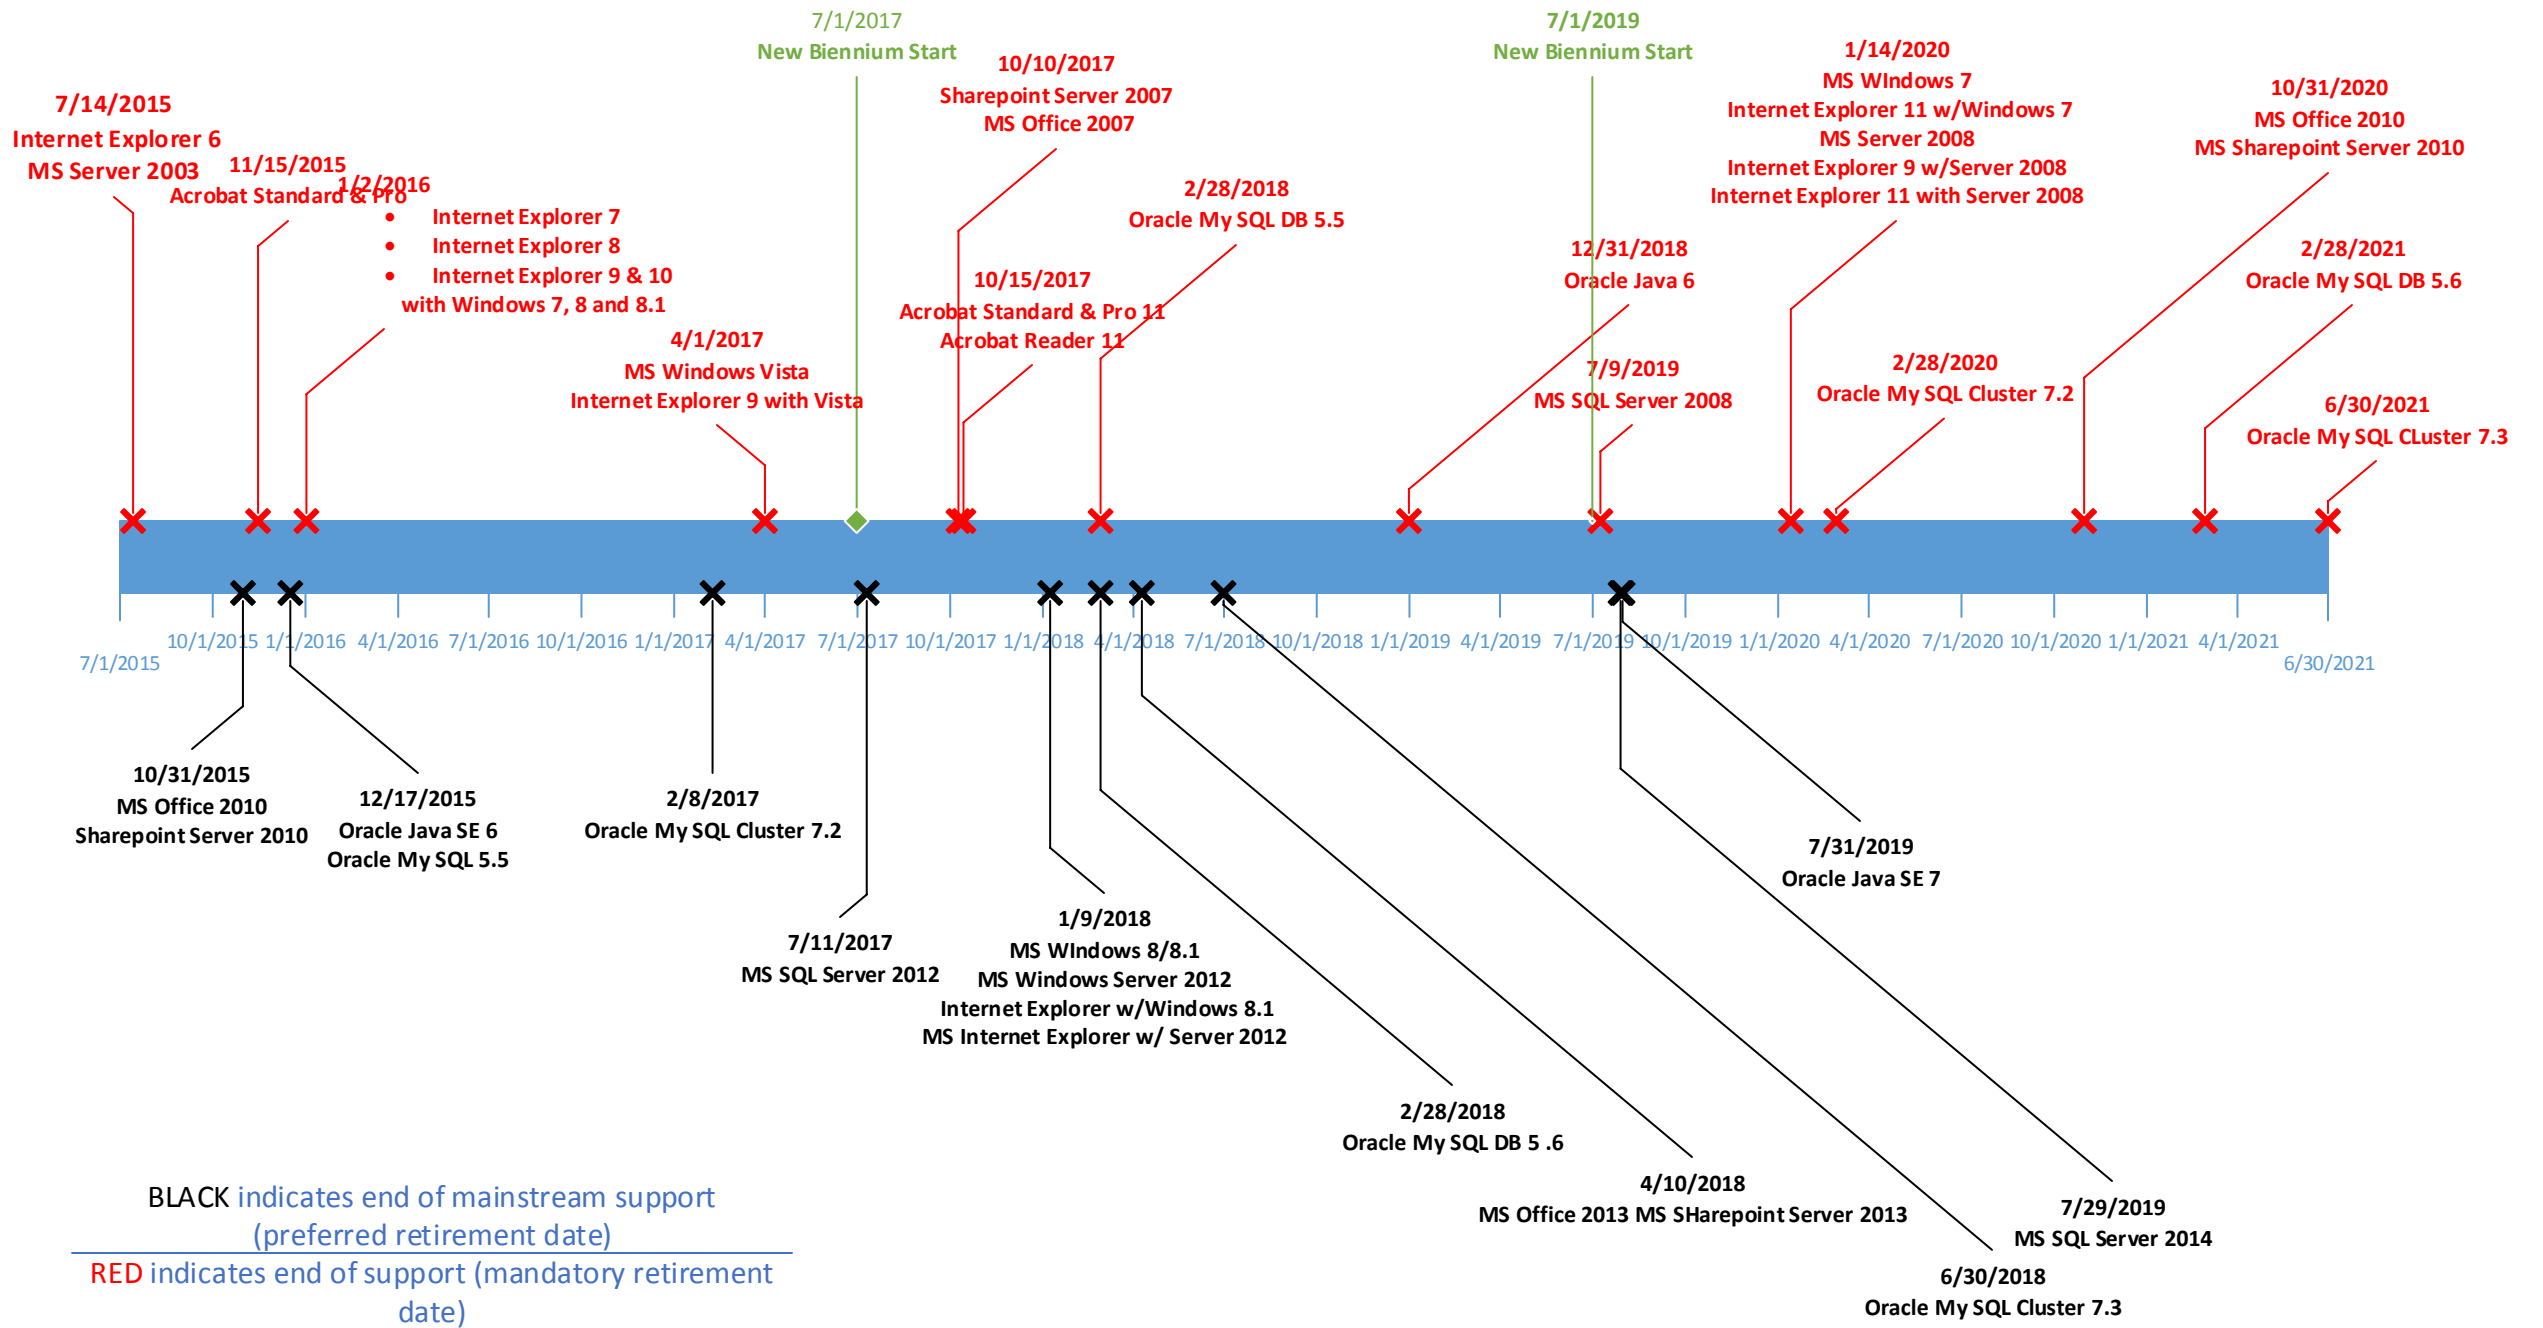 7/1/2017
New Biennium Start
7/1/2019
New Biennium Start
7/14/2015
Internet Explorer 6
MS Server 2003
11/15/2015
Acrobat Standard & Pro
1/2/2016
• Internet Explorer 7
• Internet Explorer 8
• Internet Explorer 9 & 10
with Windows 7, 8 and 8.1
4/1/2017
MS Windows Vista
Internet Explorer 9 with Vista
10/10/2017
Sharepoint Server 2007
MS Office 2007
10/15/2017
Acrobat Standard & Pro 11
Acrobat Reader 11
2/28/2018
Oracle My SQL DB 5.5
12/31/2018
Oracle Java 6
7/9/2019
MS SQL Server 2008
1/14/2020
MS WIndows 7
Internet Explorer 11 w/Windows 7
MS Server 2008
Internet Explorer 9 w/Server 2008
Internet Explorer 11 with Server 2008
2/28/2020
Oracle My SQL Cluster 7.2
10/31/2020
MS Office 2010
MS Sharepoint Server 2010
2/28/2021
Oracle My SQL DB 5.6
6/30/2021
Oracle My SQL CLuster 7.3
7/1/2015
10/1/2015
1/1/2016
4/1/2016
7/1/2016
10/1/2016
1/1/2017
4/1/2017
7/1/2017
10/1/2017
1/1/2018
4/1/2018
7/1/2018
10/1/2018
1/1/2019
4/1/2019
7/1/2019
10/1/2019
1/1/2020
4/1/2020
7/1/2020
10/1/2020
1/1/2021
4/1/2021
6/30/2021
10/31/2015
MS Office 2010
Sharepoint Server 2010
12/17/2015
Oracle Java SE 6
Oracle My SQL 5.5
2/8/2017
Oracle My SQL Cluster 7.2
7/11/2017
MS SQL Server 2012
1/9/2018
MS WIndows 8/8.1
MS Windows Server 2012
Internet Explorer w/Windows 8.1
MS Internet Explorer w/ Server 2012
2/28/2018
Oracle My SQL DB 5 .6
4/10/2018
MS Office 2013 MS SHarepoint Server 2013
6/30/2018
Oracle My SQL Cluster 7.3
7/29/2019
MS SQL Server 2014
7/31/2019
Oracle Java SE 7
BLACK indicates end of mainstream support
(preferred retirement date)
RED indicates end of support (mandatory retirement
date)